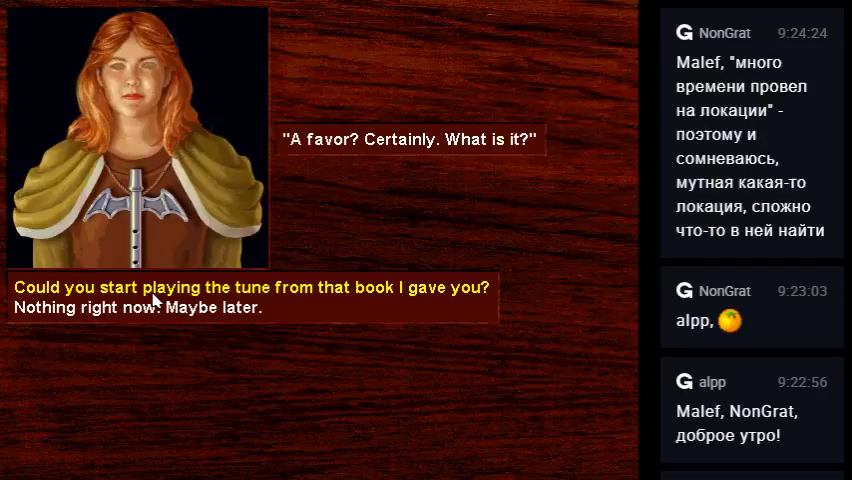 "A favor? Certainly. What is it?"
Could you start playing the tune from that book I gave you?
Nothing right now. Maybe later.
G NonGrat 9:24:24
Malef, "много
времени провел
на локации" -
поэтому и
сомневаюсь,
мутная какая-то
локация, сложно
что-то в ней найти
G NonGrat 9:23:03
alpp,
G alpp 9:22:56
Malef, NonGrat,
доброе утро!